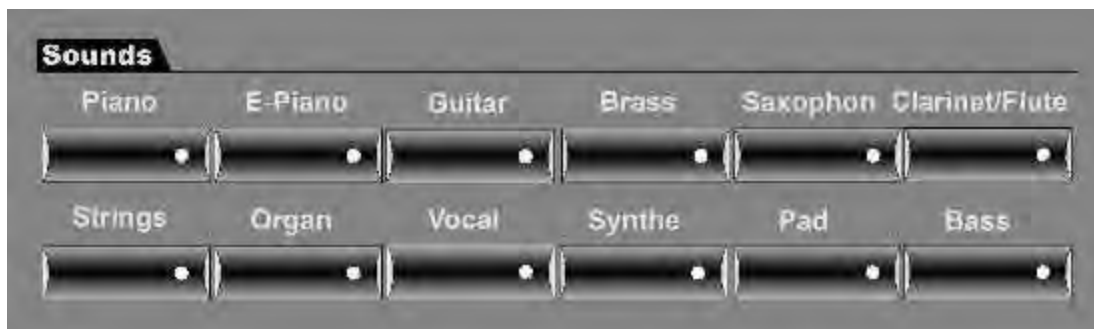 Sounds
Piano E-Piano Guitar Brass Saxophon Clarinet/Flute
Strings Organ Vocal Synthe Pad Bass